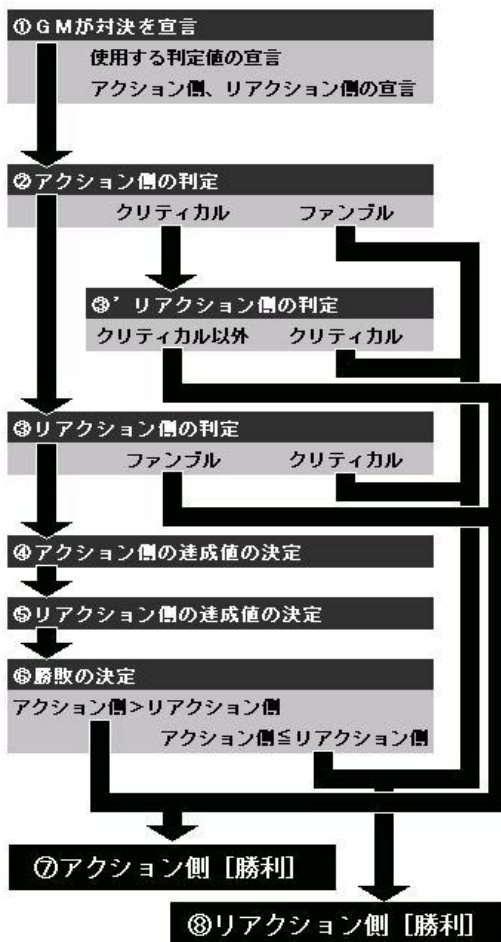 ①GMが対決を宣言
使用する判定値の宣言
アクション側、リアクション側の宣言
②アクション側の判定
クリティカル ファンブル
③’リアクション側の判定
クリティカル以外 クリティカル
③リアクション側の判定
ファンブル クリティカル
④アクション側の達成値の決定
⑤リアクション側の達成値の決定
⑥勝敗の決定
アクション側>リアクション側
アクション側≦リアクション側
⑦アクション側［勝利］
⑧リアクション側［勝利］